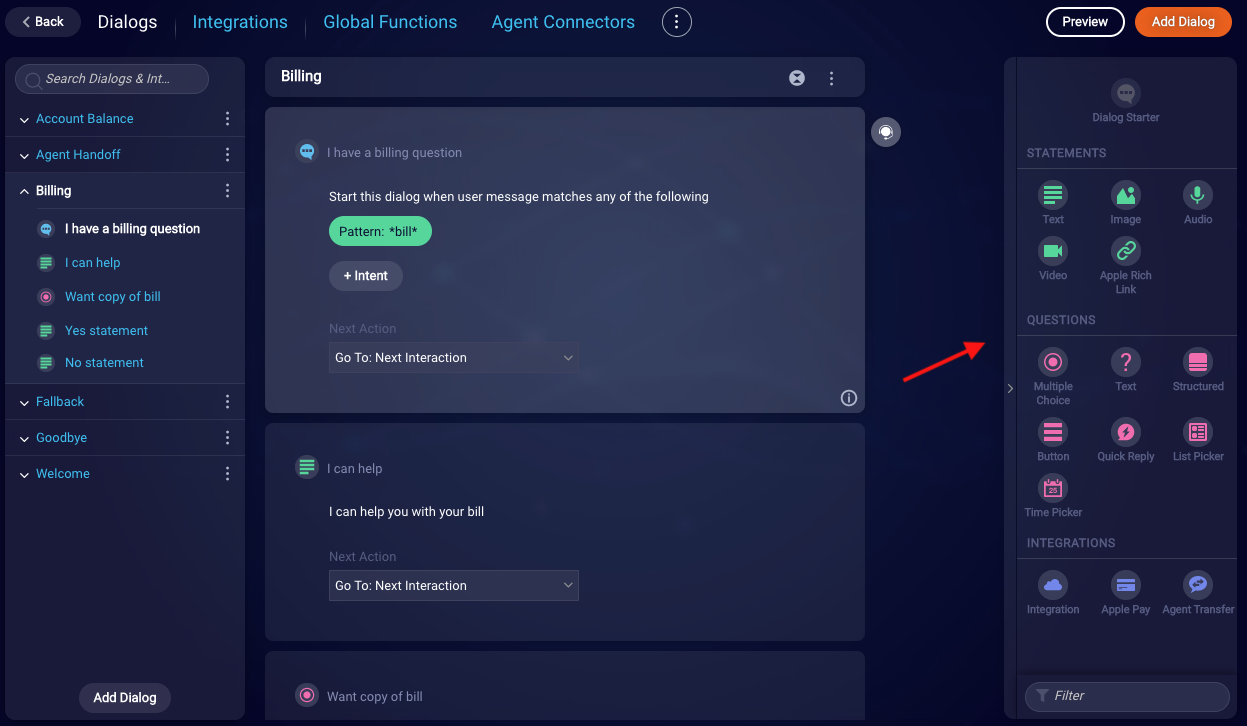 Back
Dialogs
Integrations
Global Functions
Agent Connectors
Preview
Add Dialog
Search Dialogs & Int...
Account Balance
Agent Handoff
Billing
I have a billing question
I can help
Want copy of bill
Yes statement
No statement
Fallback
Goodbye
Welcome
Add Dialog
Billing
I have a billing question
Start this dialog when user message matches any of the following
Pattern: *bill*
+ Intent
Next Action
Go To: Next Interaction
I can help
I can help you with your bill
Next Action
Go To: Next Interaction
Want copy of bill
Dialog Starter
STATEMENTS
Text
Image
Audio
Video
Apple Rich
Link
QUESTIONS
Multiple
Choice
?
Text
Structured
Button
Quick Reply
List Picker
25
Time Picker
INTEGRATIONS
Integration
Apple Pay
Agent Transfer
Filter